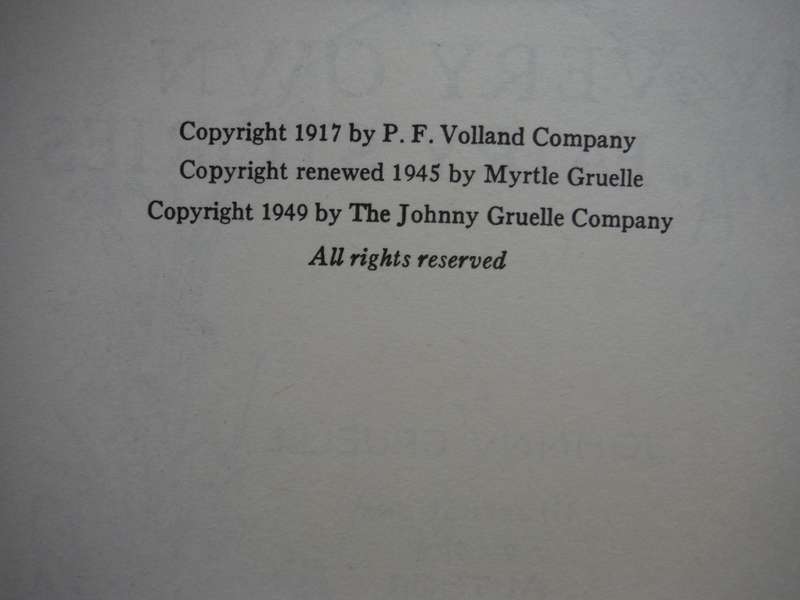 Copyright 1917 by P. F. Volland Company
Copyright renewed 1945 by Myrtle Gruelle
Copyright 1949 by The Johnny Gruelle Company
All rights reserved